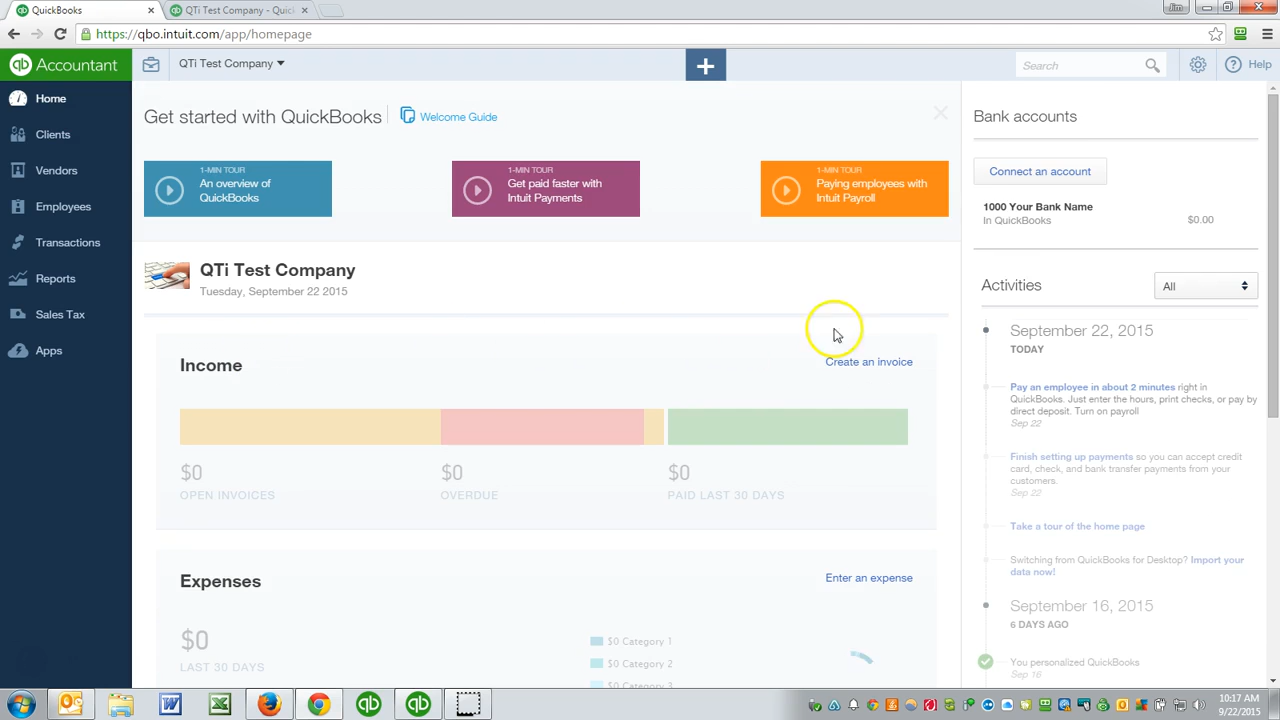 QuickBooks
QTi Test Company - Quick
https://qbo.intuit.com/app/homepage
qb Accountant
QTi Test Company
+
Search
Help
Home
Clients
Vendors
Employees
Transactions
Reports
Sales Tax
Apps
Get started with QuickBooks
Welcome Guide
1-MIN TOUR
An overview of
QuickBooks
1-MIN TOUR
Get paid faster with
Intuit Payments
1-MIN TOUR
Paying employees with
Intuit Payroll
QTi Test Company
Tuesday, September 22 2015
Income
Create an invoice
$0
OPEN INVOICES
$0
OVERDUE
$0
PAID LAST 30 DAYS
Expenses
Enter an expense
$0
LAST 30 DAYS
$0 Category 1
$0 Category 2
$0 Category 3
Bank accounts
Connect an account
1000 Your Bank Name
In QuickBooks
$0.00
Activities
All
September 22, 2015
TODAY
Pay an employee in about 2 minutes right in
QuickBooks. Just enter the hours, print checks, or pay by
direct deposit. Turn on payroll
Sep 22
Finish setting up payments so you can accept credit
card, check, and bank transfer payments from your
customers.
Sep 22
Take a tour of the home page
Switching from QuickBooks for Desktop? Import your
data now!
September 16, 2015
6 DAYS AGO
You personalized QuickBooks
Sep 16
10:17 AM
9/22/2015